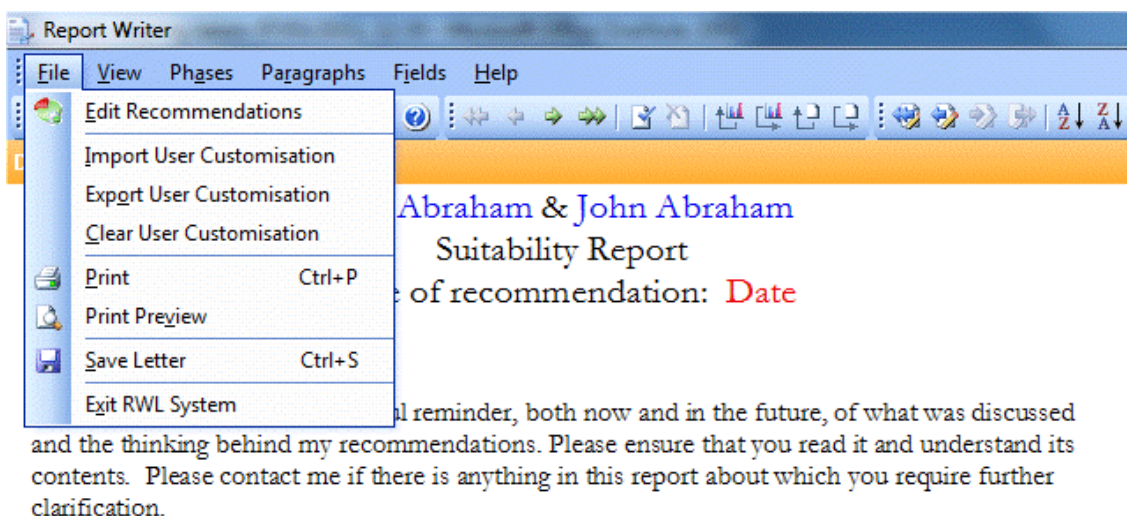 Report Writer
File View Phases Paragraphs Fields Help
Edit Recommendations
Import User Customisation
Export User Customisation
Clear User Customisation
Print Ctrl+P
Print Preview
Save Letter Ctrl+S
Exit RWL System
Abraham & John Abraham
Suitability Report
of recommendation: Date
reminder, both now and in the future, of what was discussed
and the thinking behind my recommendations. Please ensure that you read it and understand its
contents. Please contact me if there is anything in this report about which you require further
clarification.